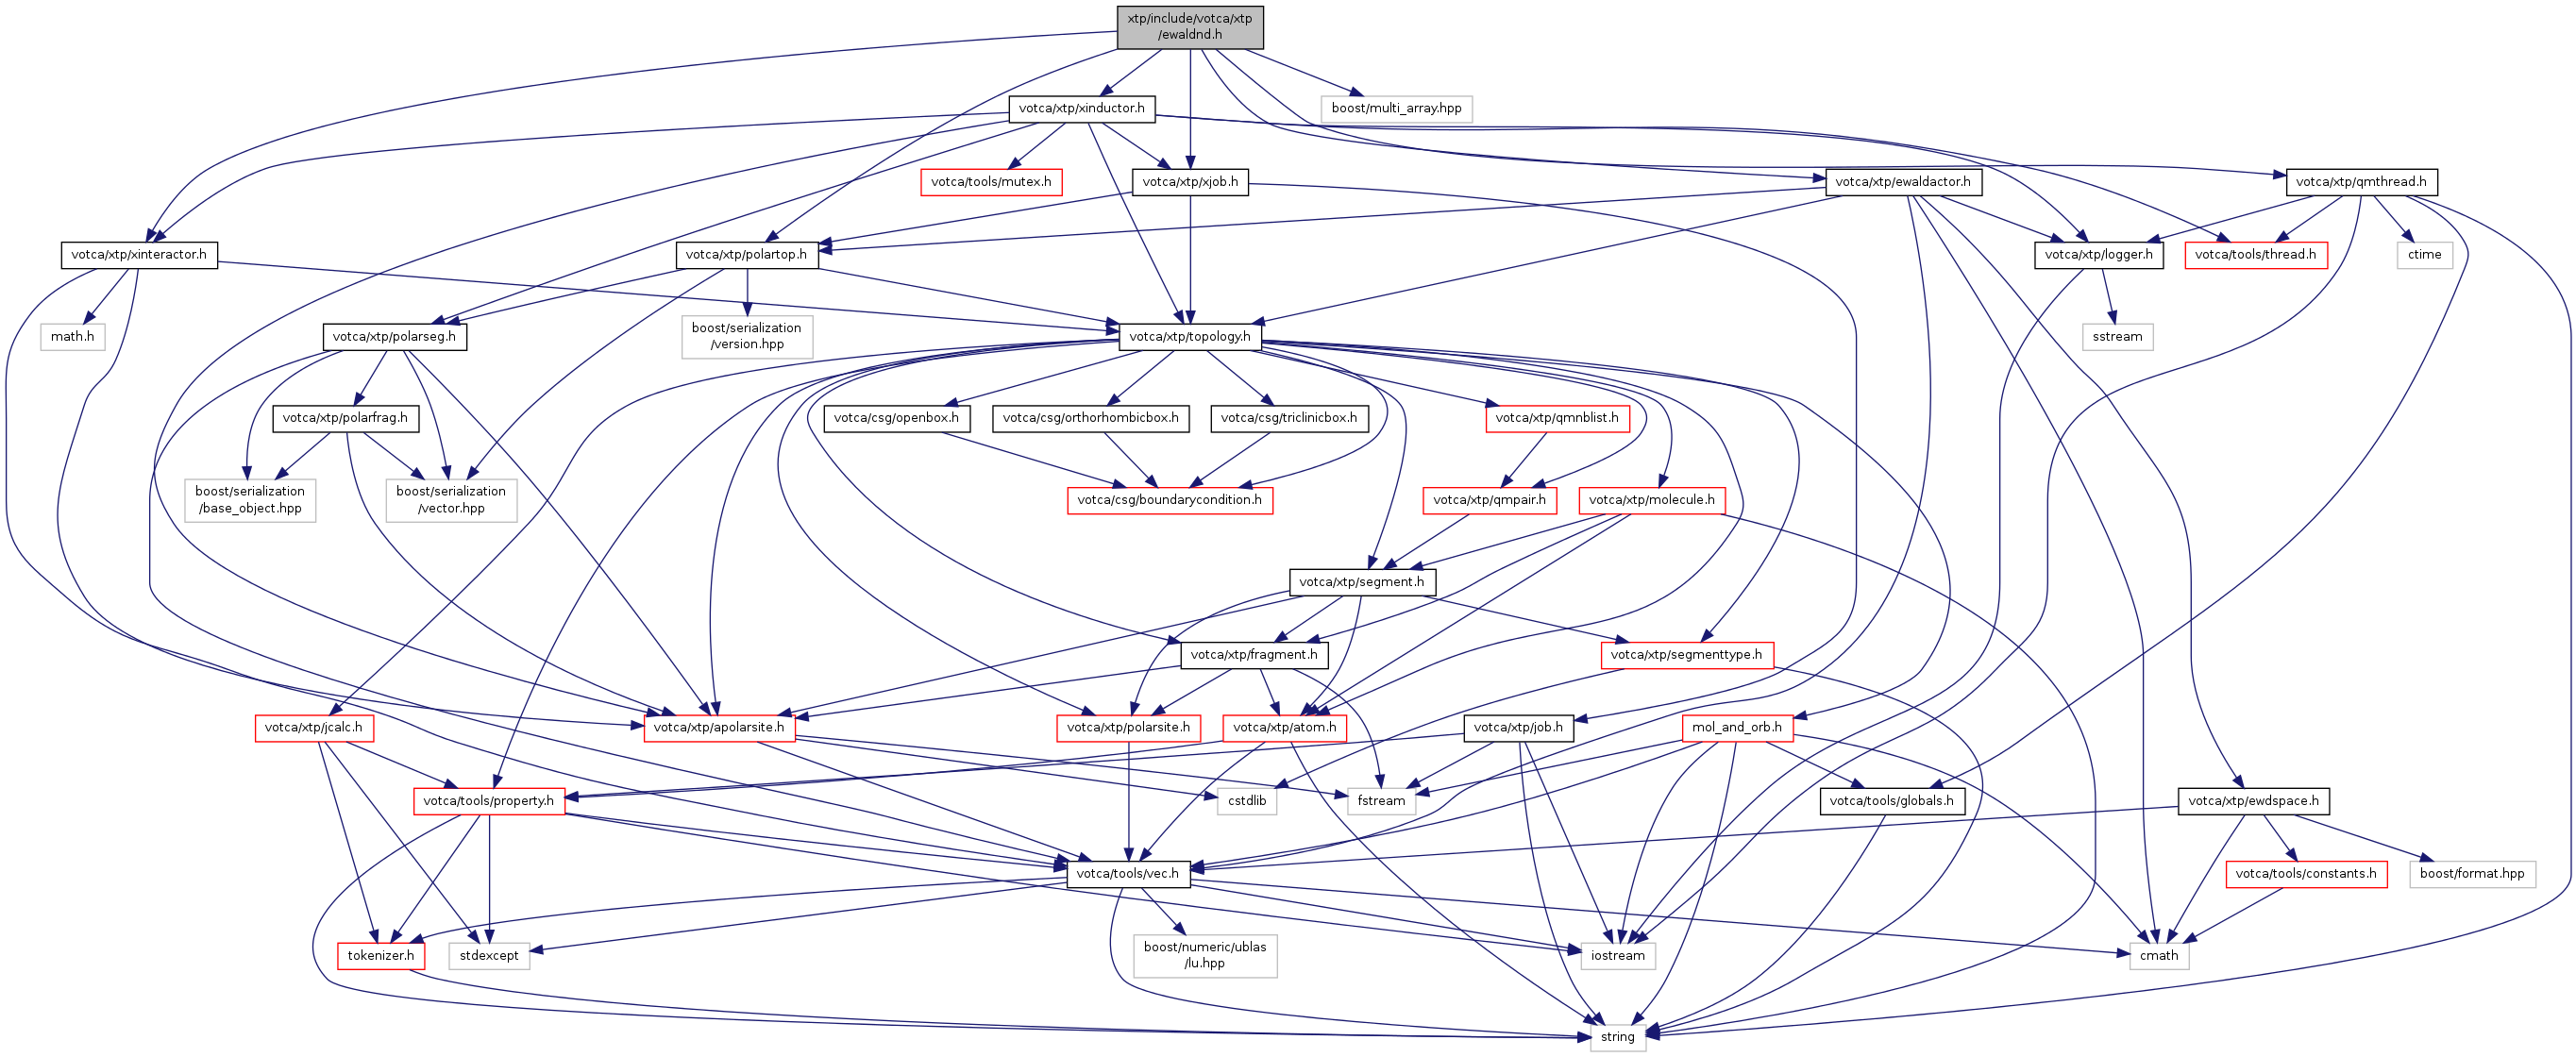 xtp/include/votca/xtp
/ewaldnd.h
votca/xtp/xinductor.h
boost/multi_array.hpp
votca/tools/mutex.h
votca/xtp/xjob.h
votca/xtp/ewaldactor.h
votca/xtp/qmthread.h
votca/xtp/xinteractor.h
votca/xtp/polartop.h
votca/xtp/logger.h
votca/tools/thread.h
ctime
math.h
votca/xtp/polarseg.h
boost/serialization
/version.hpp
votca/xtp/topology.h
sstream
votca/xtp/polarfrag.h
votca/csg/openbox.h
votca/csg/orthorhombicbox.h
votca/csg/triclinicbox.h
votca/xtp/qmnblist.h
boost/serialization
/base_object.hpp
boost/serialization
/vector.hpp
votca/csg/boundarycondition.h
votca/xtp/qmpair.h
votca/xtp/molecule.h
votca/xtp/segment.h
votca/xtp/fragment.h
votca/xtp/segmenttype.h
votca/xtp/jcalc.h
votca/xtp/apolarsite.h
votca/xtp/polarsite.h
votca/xtp/atom.h
votca/xtp/job.h
mol_and_orb.h
votca/tools/property.h
cstdlib
fstream
votca/tools/globals.h
votca/xtp/ewdspace.h
votca/tools/vec.h
votca/tools/constants.h
boost/format.hpp
tokenizer.h
stdexcept
boost/numeric/ublas
/lu.hpp
iostream
cmath
string